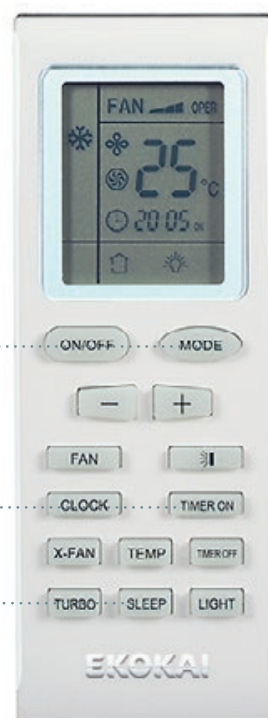 FAN OPER
25 °C
20 05 ON
ON/OFF MODE
− +
FAN
CLOCK TIMER ON
X-FAN TEMP TIMER OFF
TURBO SLEEP LIGHT
EKOKAI